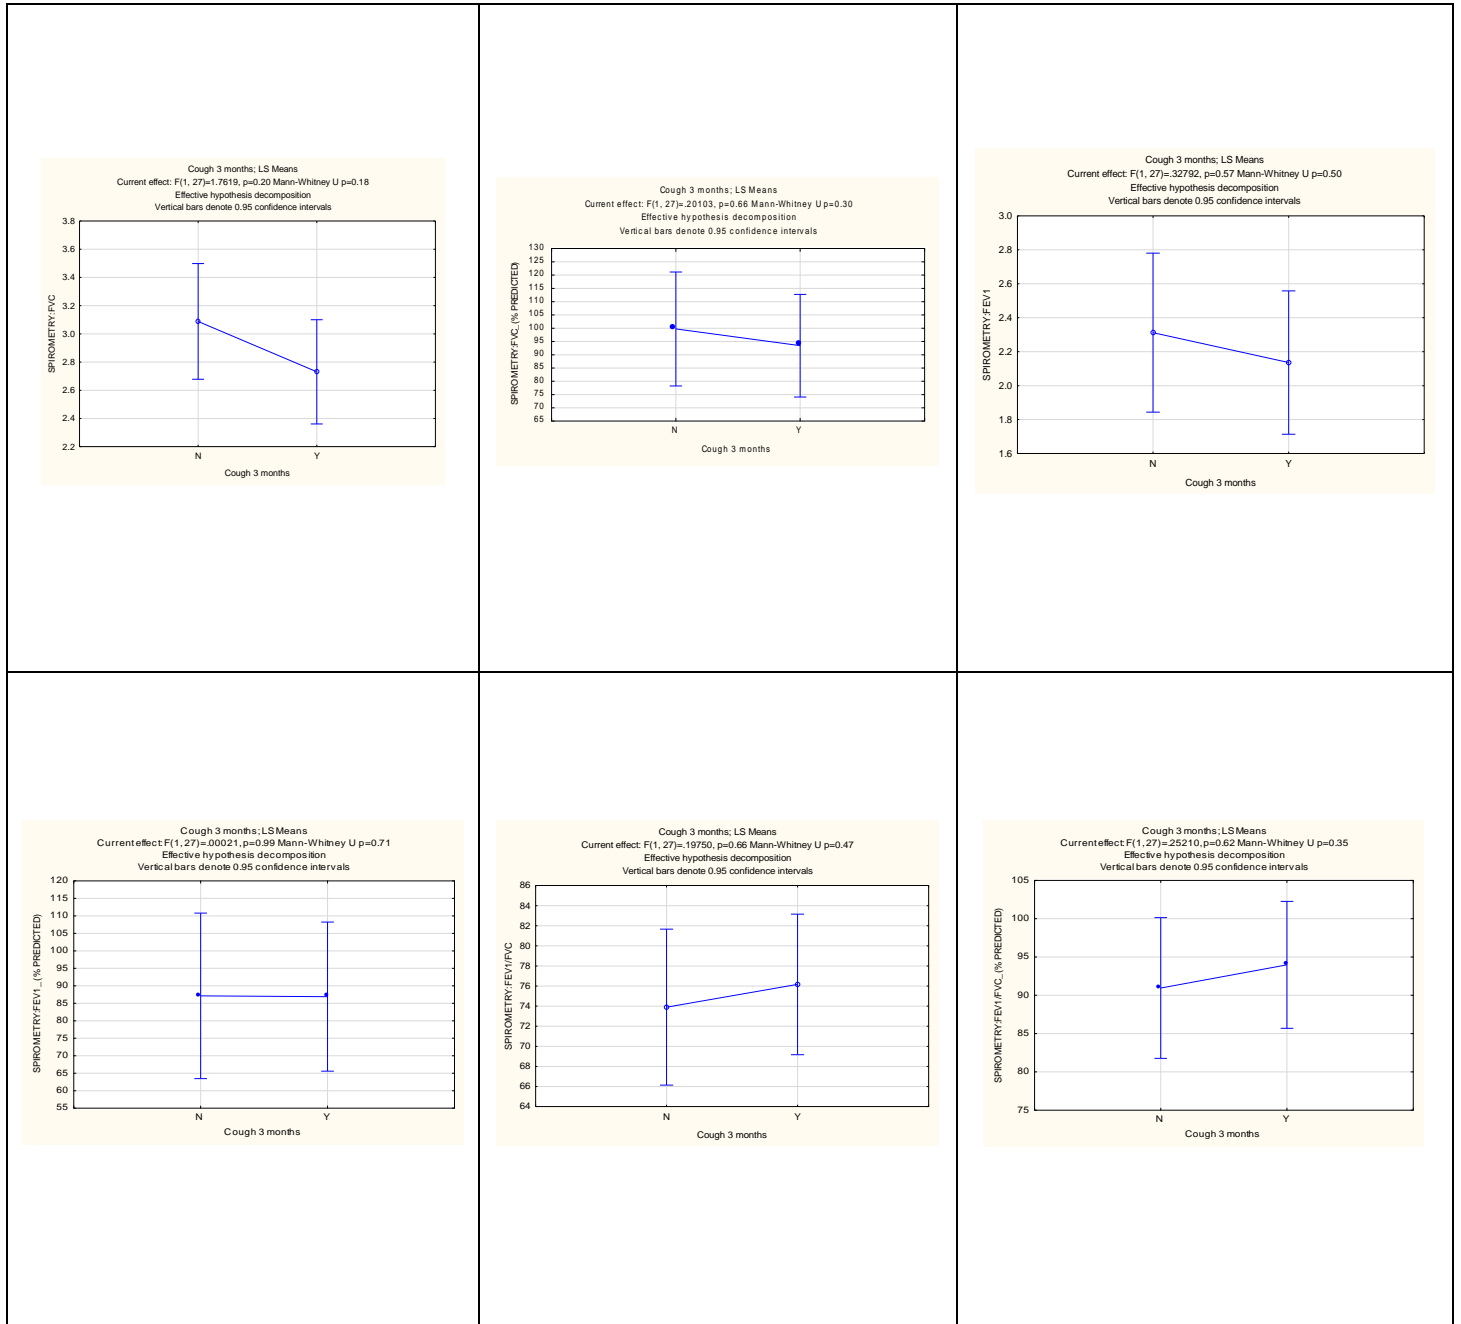 Cough 3 months; LS Means
Current effect: F(1, 27)=1.7619, p=0.20 Mann-Whitney U p=0.18
Effective hypothesis decomposition
Vertical bars denote 0.95 confidence intervals
3.8
3.6
3.4
3.2
3.0
2.8
2.6
2.4
2.2
SPIROMETRY:FVC
N Y
Cough 3 months
Cough 3 months; LS Means
Current effect: F(1, 27)=.20103, p=0.66 Mann-Whitney U p=0.30
Effective hypothesis decomposition
Vertical bars denote 0.95 confidence intervals
130
125
120
115
110
105
100
95
90
85
80
75
70
65
SPIROMETRY:FVC_(% PREDICTED)
N Y
Cough 3 months
Cough 3 months; LS Means
Current effect: F(1, 27)=.32792, p=0.57 Mann-Whitney U p=0.50
Effective hypothesis decomposition
Vertical bars denote 0.95 confidence intervals
3.0
2.8
2.6
2.4
2.2
2.0
1.8
1.6
SPIROMETRY:FEV1
N Y
Cough 3 months
Cough 3 months; LS Means
Current effect: F(1, 27)=.00021, p=0.99 Mann-Whitney U p=0.71
Effective hypothesis decomposition
Vertical bars denote 0.95 confidence intervals
120
115
110
105
100
95
90
85
80
75
70
65
60
55
SPIROMETRY:FEV1_(% PREDICTED)
N Y
Cough 3 months
Cough 3 months; LS Means
Current effect: F(1, 27)=.19750, p=0.66 Mann-Whitney U p=0.47
Effective hypothesis decomposition
Vertical bars denote 0.95 confidence intervals
86
84
82
80
78
76
74
72
70
68
66
64
SPIROMETRY:FEV1/FVC
N Y
Cough 3 months
Cough 3 months; LS Means
Current effect: F(1, 27)=.25210, p=0.62 Mann-Whitney U p=0.35
Effective hypothesis decomposition
Vertical bars denote 0.95 confidence intervals
105
100
95
90
85
80
75
SPIROMETRY:FEV1/FVC_(% PREDICTED)
N Y
Cough 3 months